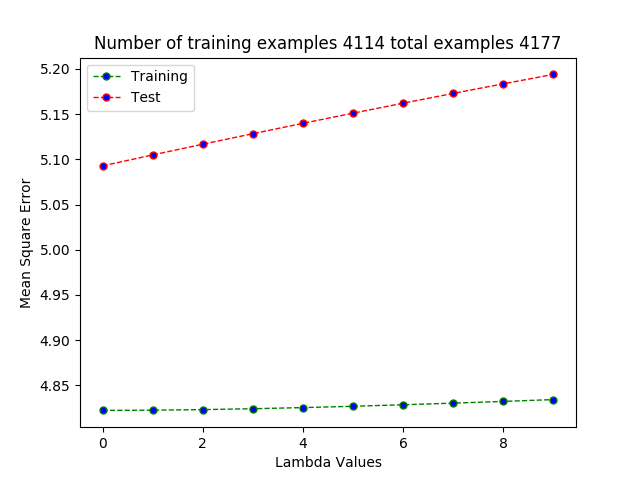 Number of training examples 4114 total examples 4177
Training
Test
5.20
5.15
5.10
5.05
5.00
4.95
4.90
4.85
Mean Square Error
0 2 4 6 8
Lambda Values